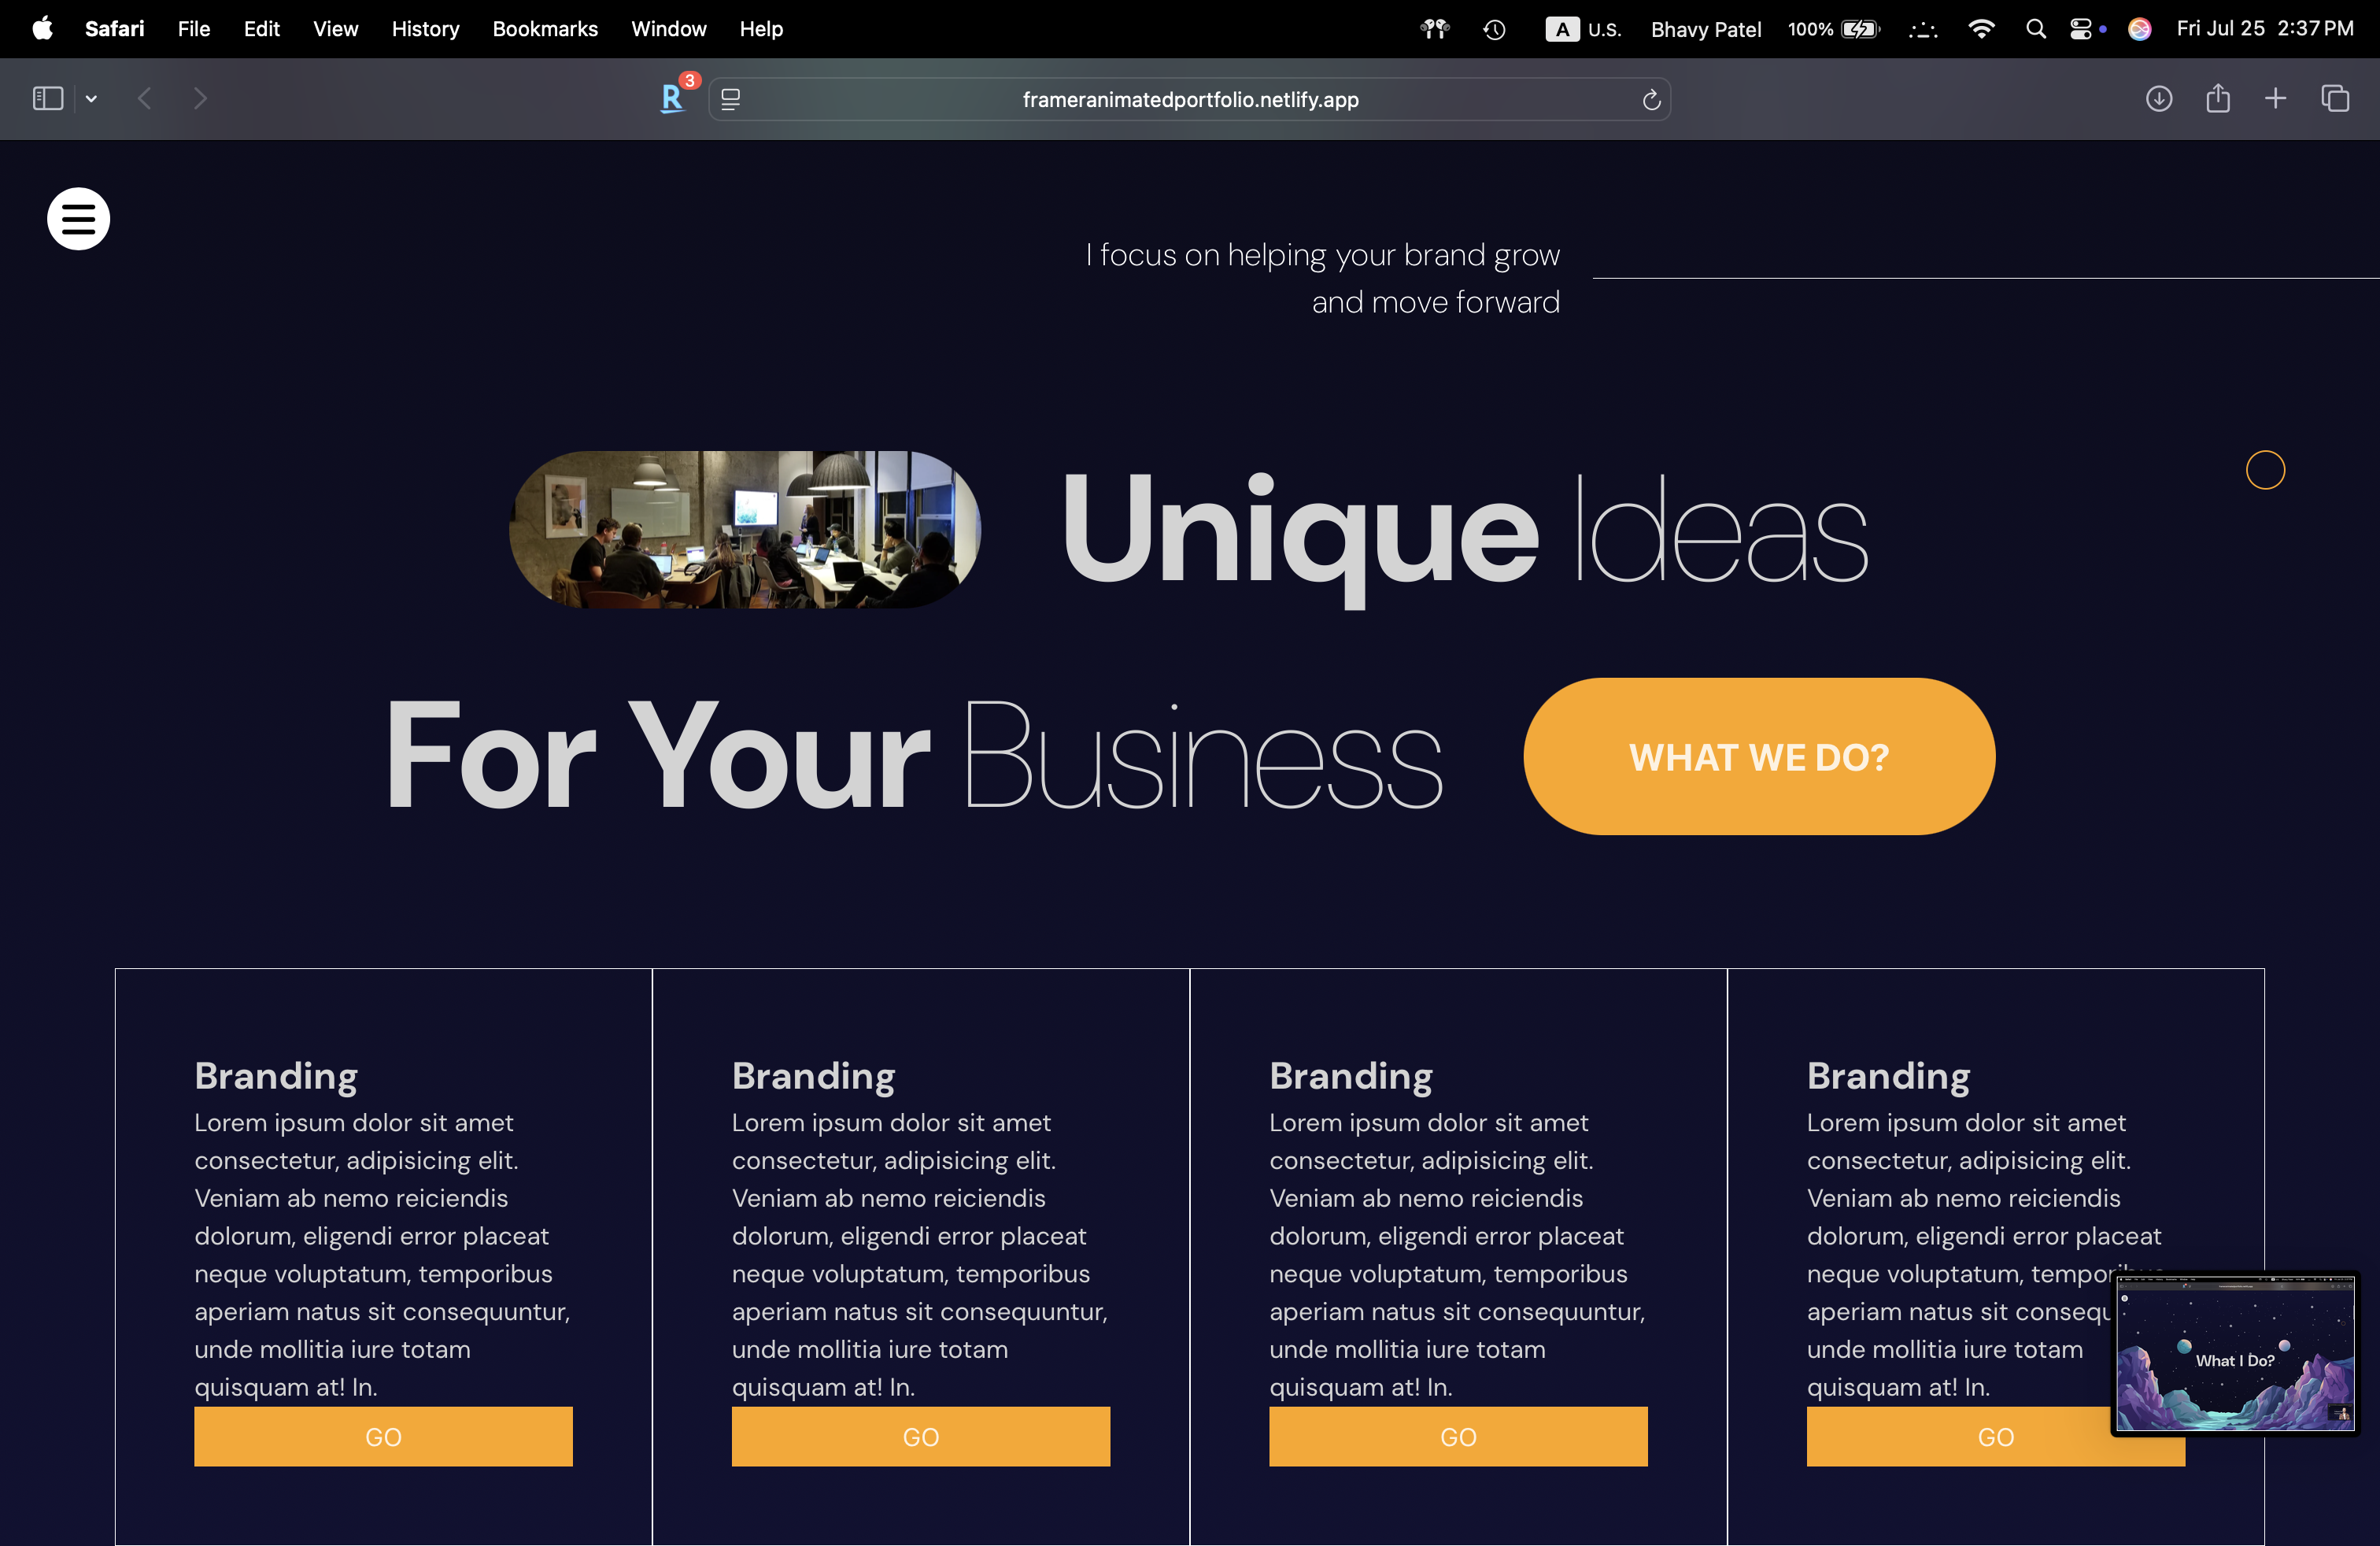 Safari File Edit View History Bookmarks Window Help A U.S. Bhavy Patel 100% Fri Jul 25 2:37 PM
R 3 frameranimatedportfolio.netlify.app
I focus on helping your brand grow
and move forward
Unique Ideas
For Your Business WHAT WE DO?
Branding
Lorem ipsum dolor sit amet
consectetur, adipisicing elit.
Veniam ab nemo reiciendis
dolorum, eligendi error placeat
neque voluptatum, temporibus
aperiam natus sit consequuntur,
unde mollitia iure totam
quisquam at! In.
GO
Branding
Lorem ipsum dolor sit amet
consectetur, adipisicing elit.
Veniam ab nemo reiciendis
dolorum, eligendi error placeat
neque voluptatum, temporibus
aperiam natus sit consequuntur,
unde mollitia iure totam
quisquam at! In.
GO
Branding
Lorem ipsum dolor sit amet
consectetur, adipisicing elit.
Veniam ab nemo reiciendis
dolorum, eligendi error placeat
neque voluptatum, temporibus
aperiam natus sit consequuntur,
unde mollitia iure totam
quisquam at! In.
GO
Branding
Lorem ipsum dolor sit amet
consectetur, adipisicing elit.
Veniam ab nemo reiciendis
dolorum, eligendi error placeat
neque voluptatum, temporibus
aperiam natus sit consequ
unde mollitia iure totam
quisquam at! In.
GO
What I Do?